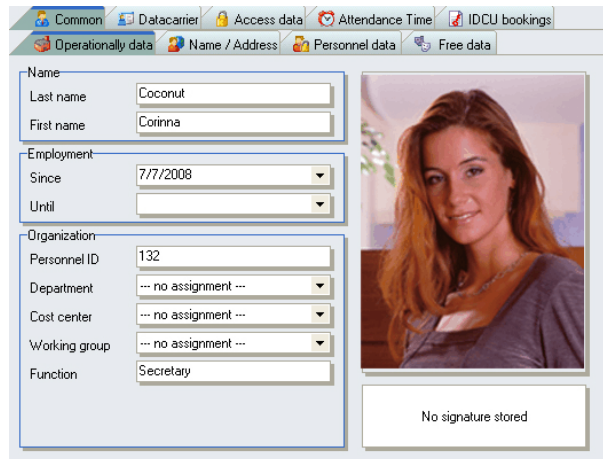 Common Datacarrier Access data Attendance Time IDCU bookings
Operationally data Name / Address Personnel data Free data
Name
Last name Coconut
First name Corinna
Employment
Since 7/7/2008
Until
Organization
Personnel ID 132
Department --- no assignment ---
Cost center --- no assignment ---
Working group --- no assignment ---
Function Secretary
No signature stored